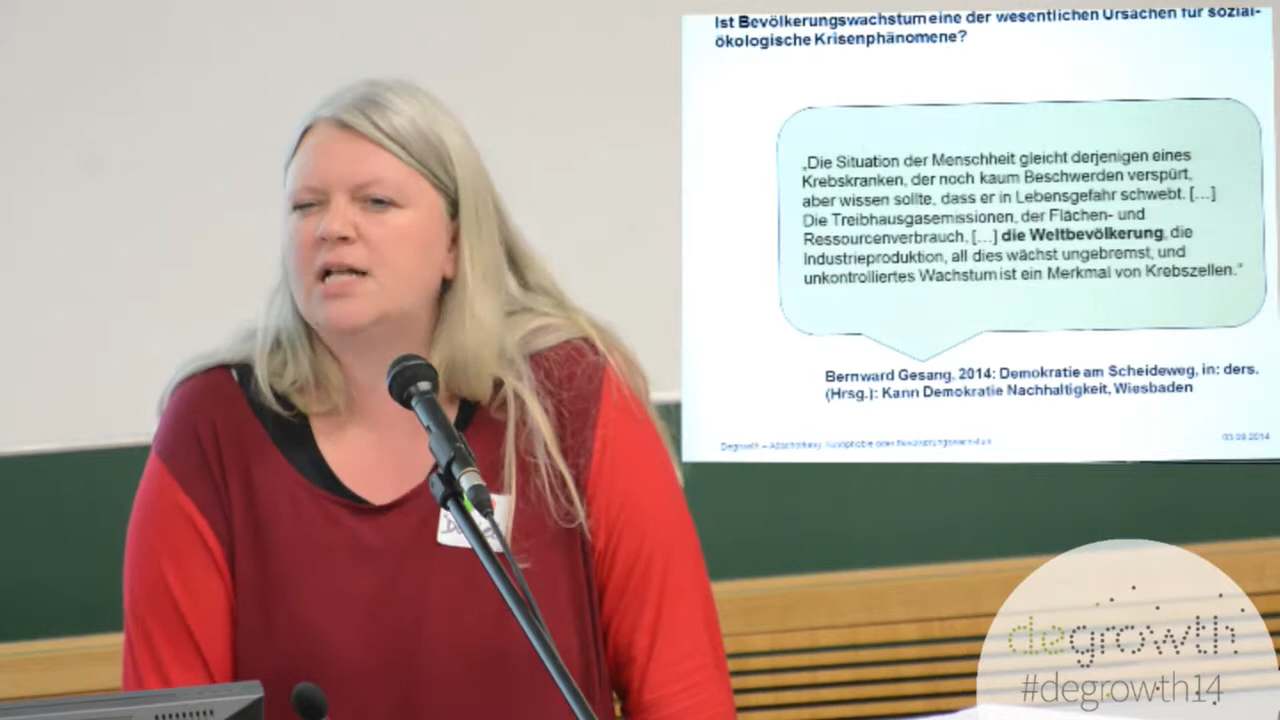 Ist Bevölkerungswachstum eine der wesentlichen Ursachen für sozial-
ökologische Krisenphänomene?
„Die Situation der Menschheit gleicht derjenigen eines
Krebskranken, der noch kaum Beschwerden verspürt,
aber wissen sollte, dass er in Lebensgefahr schwebt. [...]
Die Treibhausgasemissionen, der Flächen- und
Ressourcenverbrauch, [...] die Weltbevölkerung, die
Industrieproduktion, all dies wächst ungebremst, und
unkontrolliertes Wachstum ist ein Merkmal von Krebszellen.“
Bernward Gesang, 2014: Demokratie am Scheideweg, in: ders.
(Hrsg.): Kann Demokratie Nachhaltigkeit, Wiesbaden
Degrowth – oder
03.09.2014
degrowth
#degrowth14